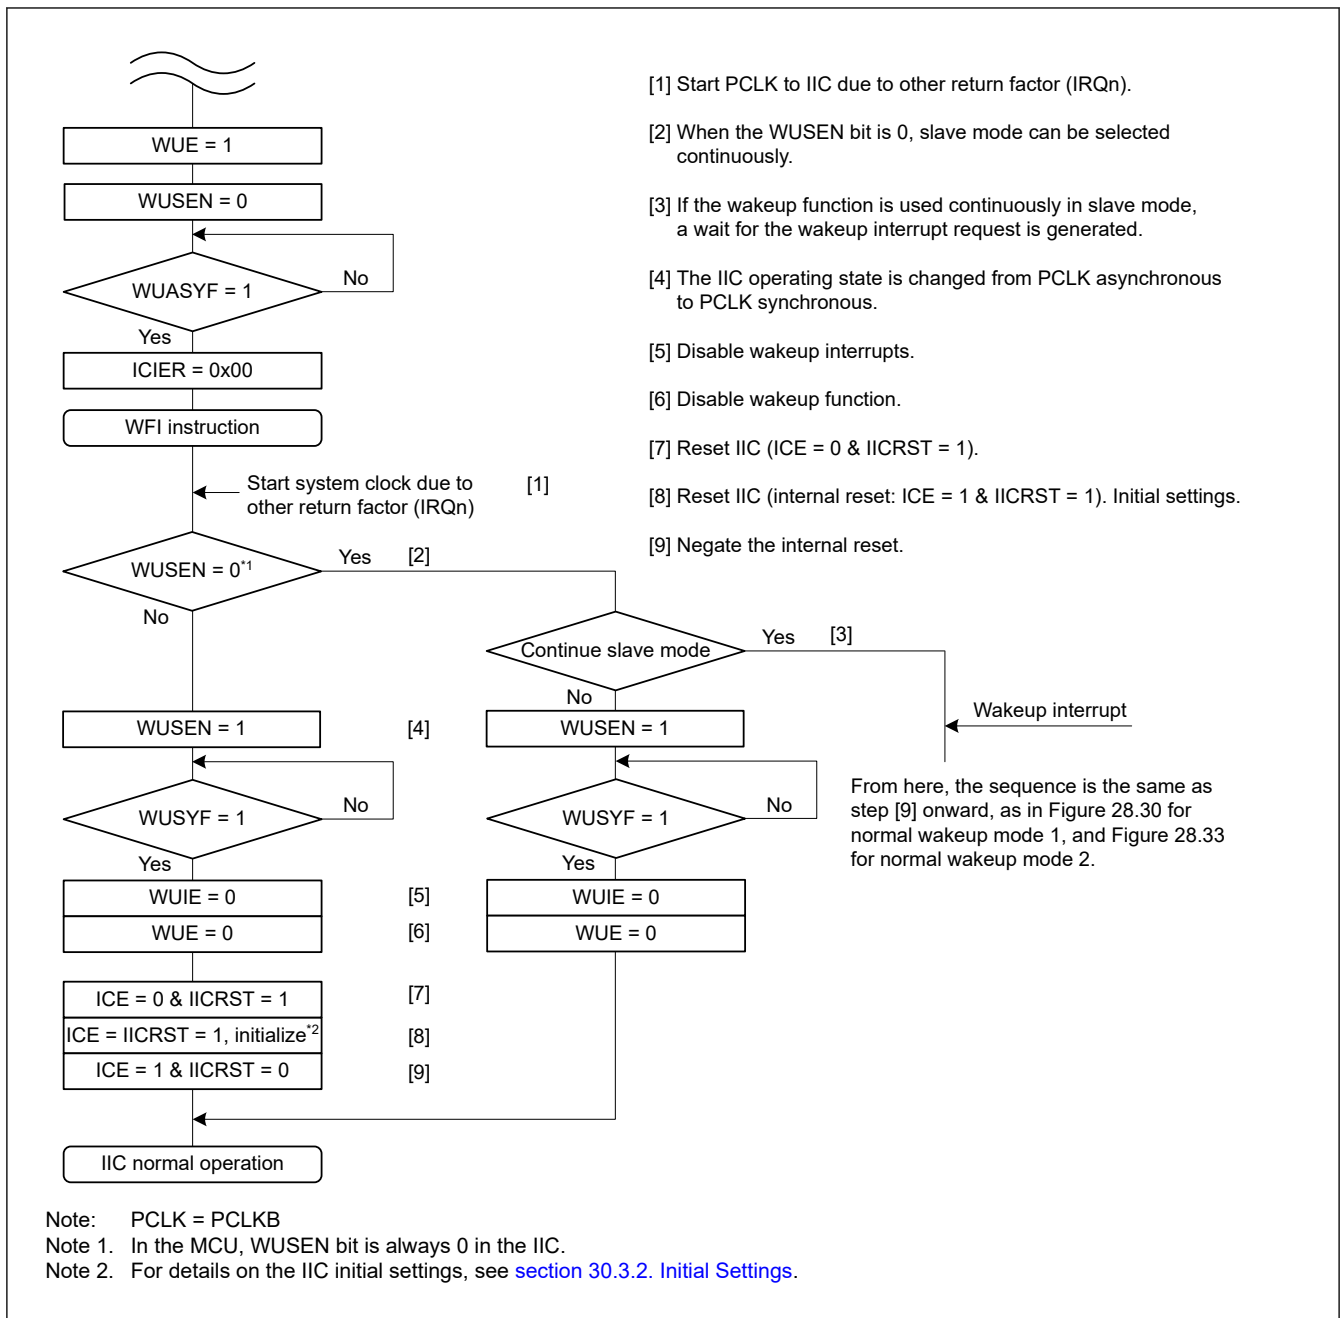 WUE = 1
WUSEN = 0
WUASYF = 1
No
Yes
ICIER = 0x00
WFI instruction
Start system clock due to
other return factor (IRQn)
[1]
WUSEN = 0*1
Yes
[2]
No
Continue slave mode
Yes
[3]
No
Wakeup interrupt
WUSEN = 1
[4]
WUSEN = 1
WUSYF = 1
No
Yes
WUSYF = 1
No
Yes
From here, the sequence is the same as
step [9] onward, as in Figure 28.30 for
normal wakeup mode 1, and Figure 28.33
for normal wakeup mode 2.
WUIE = 0
[5]
WUIE = 0
WUE = 0
[6]
WUE = 0
ICE = 0 & IICRST = 1
[7]
ICE = IICRST = 1, initialize*2
[8]
ICE = 1 & IICRST = 0
[9]
IIC normal operation
[1] Start PCLK to IIC due to other return factor (IRQn).
[2] When the WUSEN bit is 0, slave mode can be selected
continuously.
[3] If the wakeup function is used continuously in slave mode,
a wait for the wakeup interrupt request is generated.
[4] The IIC operating state is changed from PCLK asynchronous
to PCLK synchronous.
[5] Disable wakeup interrupts.
[6] Disable wakeup function.
[7] Reset IIC (ICE = 0 & IICRST = 1).
[8] Reset IIC (internal reset: ICE = 1 & IICRST = 1). Initial settings.
[9] Negate the internal reset.
Note: PCLK = PCLKB
Note 1. In the MCU, WUSEN bit is always 0 in the IIC.
Note 2. For details on the IIC initial settings, see section 30.3.2. Initial Settings.